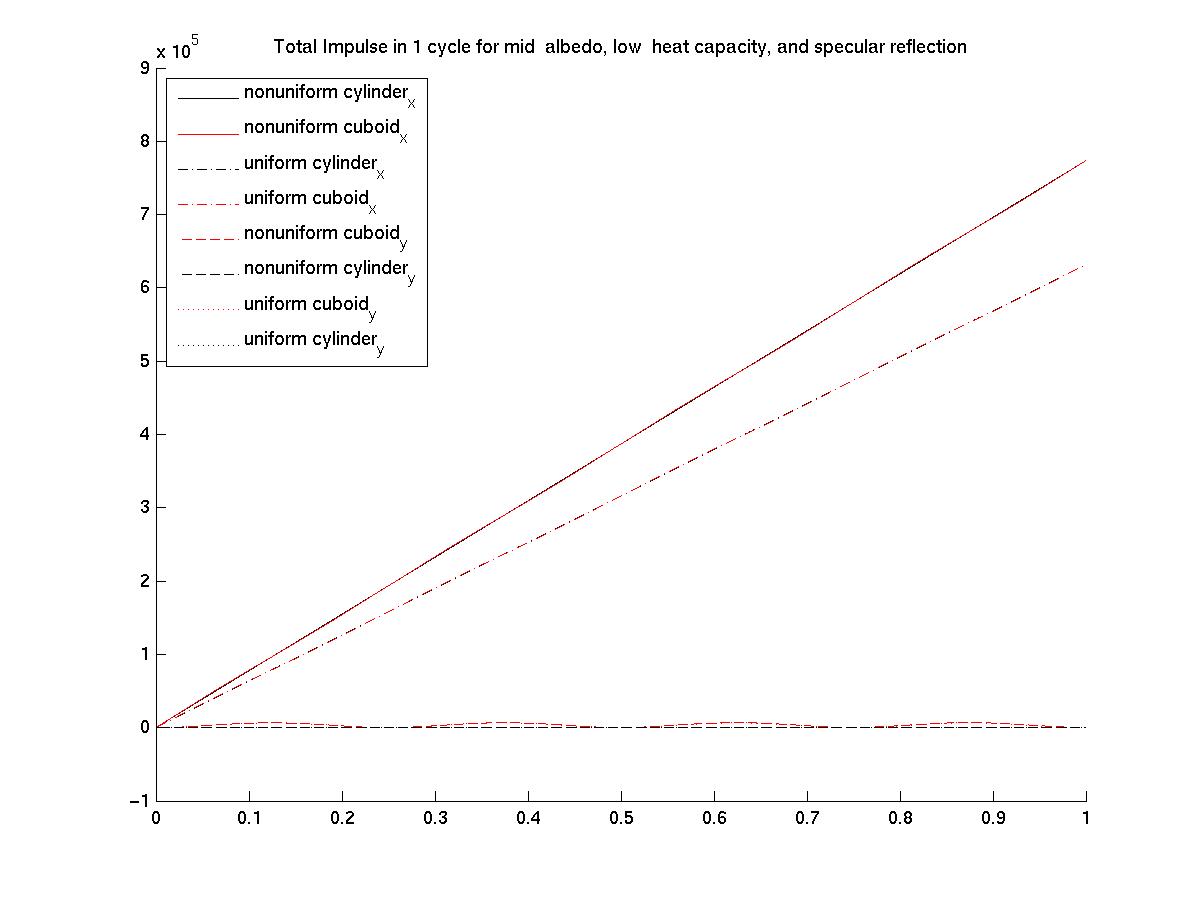 Total Impulse in 1 cycle for mid  albedo, low  heat capacity, and specular reflection
x 10^5
9
8
7
6
5
4
3
2
1
0
−1
nonuniform cylinder_x
nonuniform cuboid_x
uniform cylinder_x
uniform cuboid_x
nonuniform cuboid_y
nonuniform cylinder_y
uniform cuboid_y
uniform cylinder_y
0 0.1 0.2 0.3 0.4 0.5 0.6 0.7 0.8 0.9 1